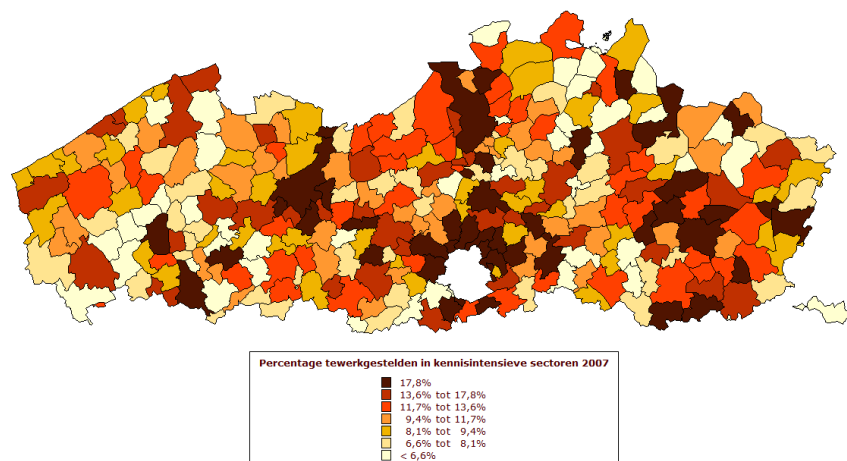 Percentage tewerkgestelden in kennisintensieve sectoren 2007
17,8%
13,6% tot 17,8%
11,7% tot 13,6%
9,4% tot 11,7%
8,1% tot 9,4%
6,6% tot 8,1%
< 6,6%